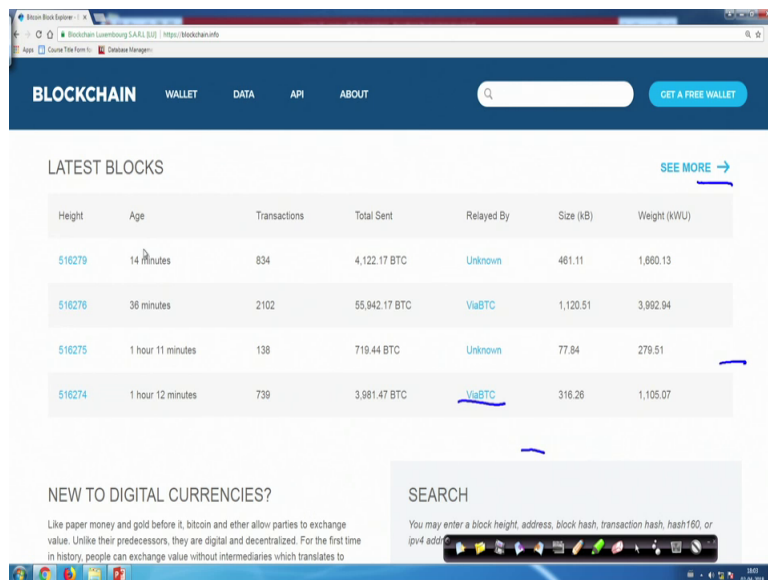 Bitcoin Block Explorer - 
Blockchain Luxembourg S.A.R.L [LU] https://blockchain.info
Apps Course Title Form fo Database Managem
BLOCKCHAIN WALLET DATA API ABOUT GET A FREE WALLET
LATEST BLOCKS SEE MORE →
Height Age Transactions Total Sent Relayed By Size (kB) Weight (kWU)
516279 14 minutes 834 4,122.17 BTC Unknown 461.11 1,660.13
516276 36 minutes 2102 55,942.17 BTC ViaBTC 1,120.51 3,992.94
516275 1 hour 11 minutes 138 719.44 BTC Unknown 77.84 279.51
516274 1 hour 12 minutes 739 3,981.47 BTC ViaBTC 316.26 1,105.07
NEW TO DIGITAL CURRENCIES?
Like paper money and gold before it, bitcoin and ether allow parties to exchange
value. Unlike their predecessors, they are digital and decentralized. For the first time
in history, people can exchange value without intermediaries which translates to
SEARCH
You may enter a block height, address, block hash, transaction hash, hash160, or
ipv4 addr
18:03